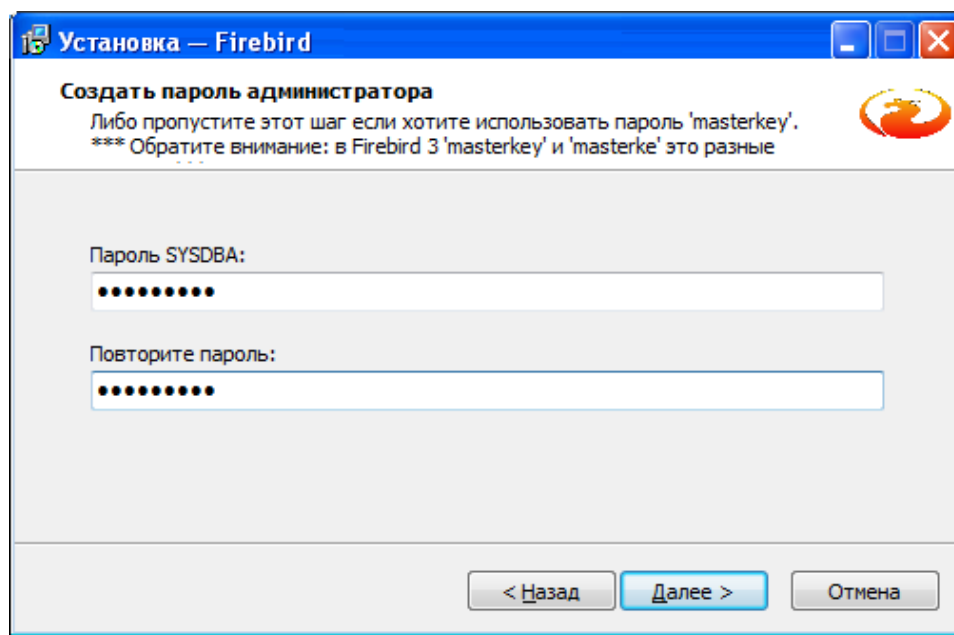 Установка — Firebird
Создать пароль администратора
Либо пропустите этот шаг если хотите использовать пароль 'masterkey'.
*** Обратите внимание: в Firebird 3 'masterkey' и 'masterke' это разные
Пароль SYSDBA:
●●●●●●●●●
Повторите пароль:
●●●●●●●●●
< Назад Далее > Отмена